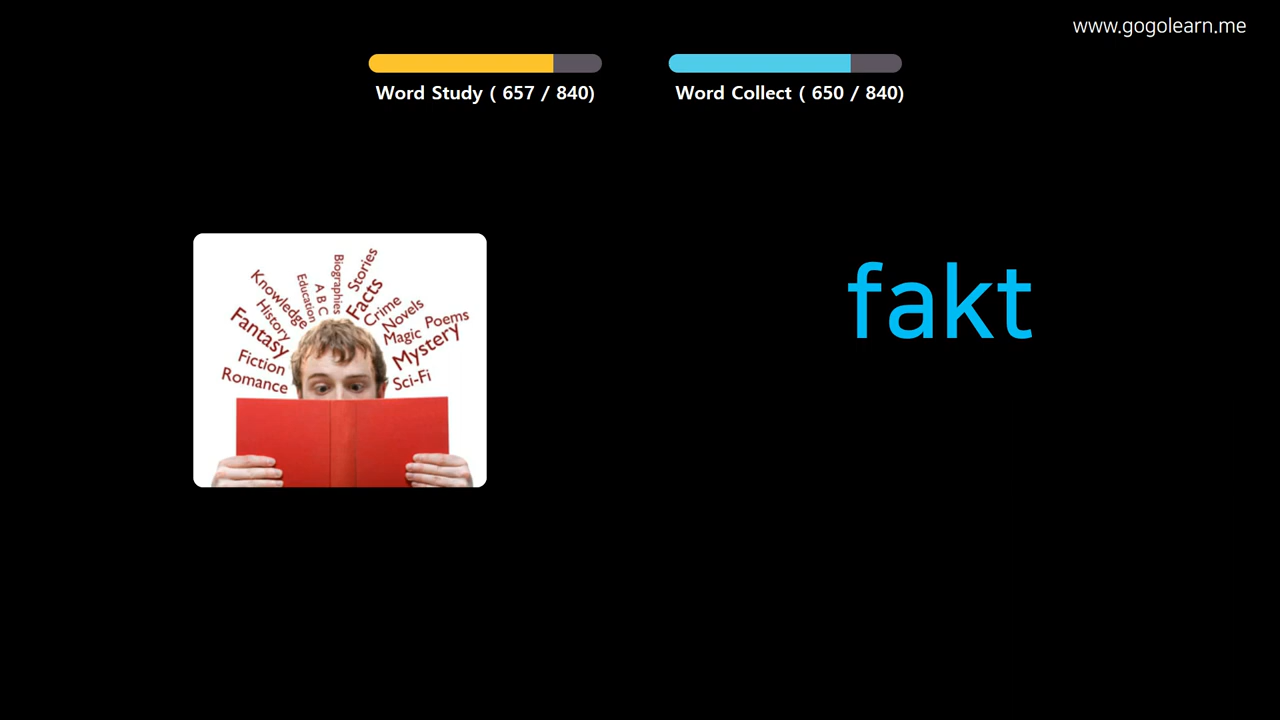 www.gogolearn.me
Word Study ( 657 / 840)
Word Collect ( 650 / 840)
fakt
Romance
Fiction
Fantasy
History
Knowledge
Education
A B C
Biographies
Stories
Facts
Crime
Novels
Magic
Poems
Mystery
Sci-Fi